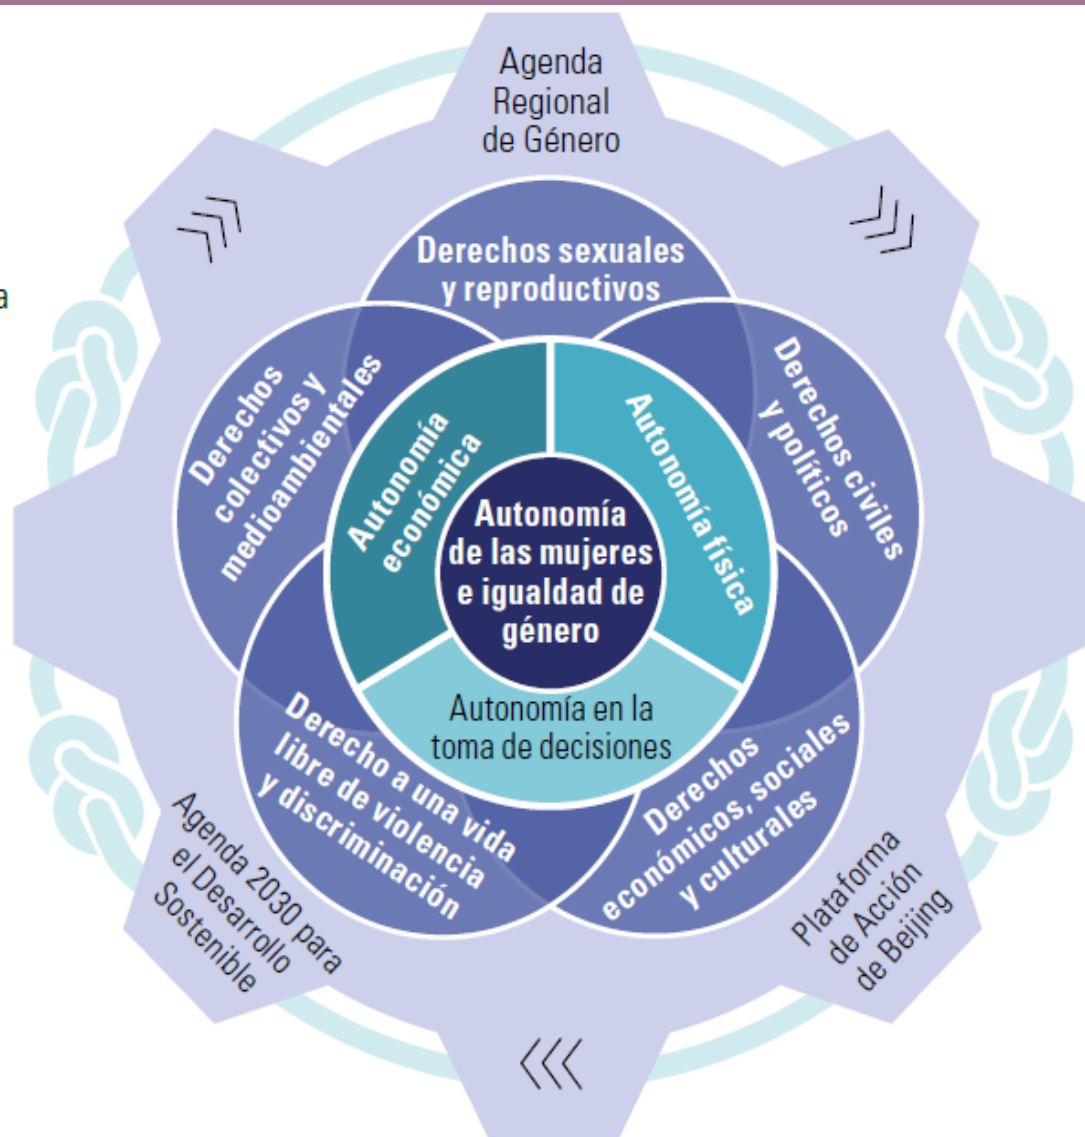 Agenda
Regional
de Género
Derechos sexuales
y reproductivos
a
Derechos
colectivos y
medioambientales
Derechos civiles
y políticos
Autonomía
económica
Autonomía física
Autonomía
de las mujeres
e igualdad de
género
Autonomía en la
toma de decisiones
Derecho a una vida
libre de violencia
y discriminación
Derechos
económicos, sociales
y culturales
Agenda 2030 para
el Desarrollo
Sostenible
Plataforma
de Acción
de Beijing